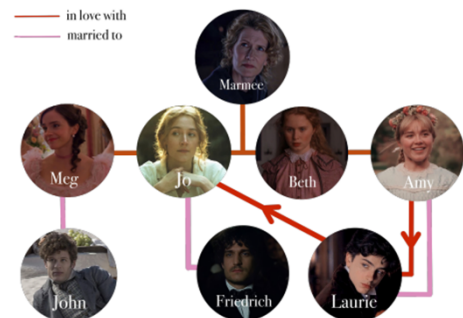 in love with
married to
Marmee
Meg
Jo
Beth
Amy
John
Friedrich
Laurie